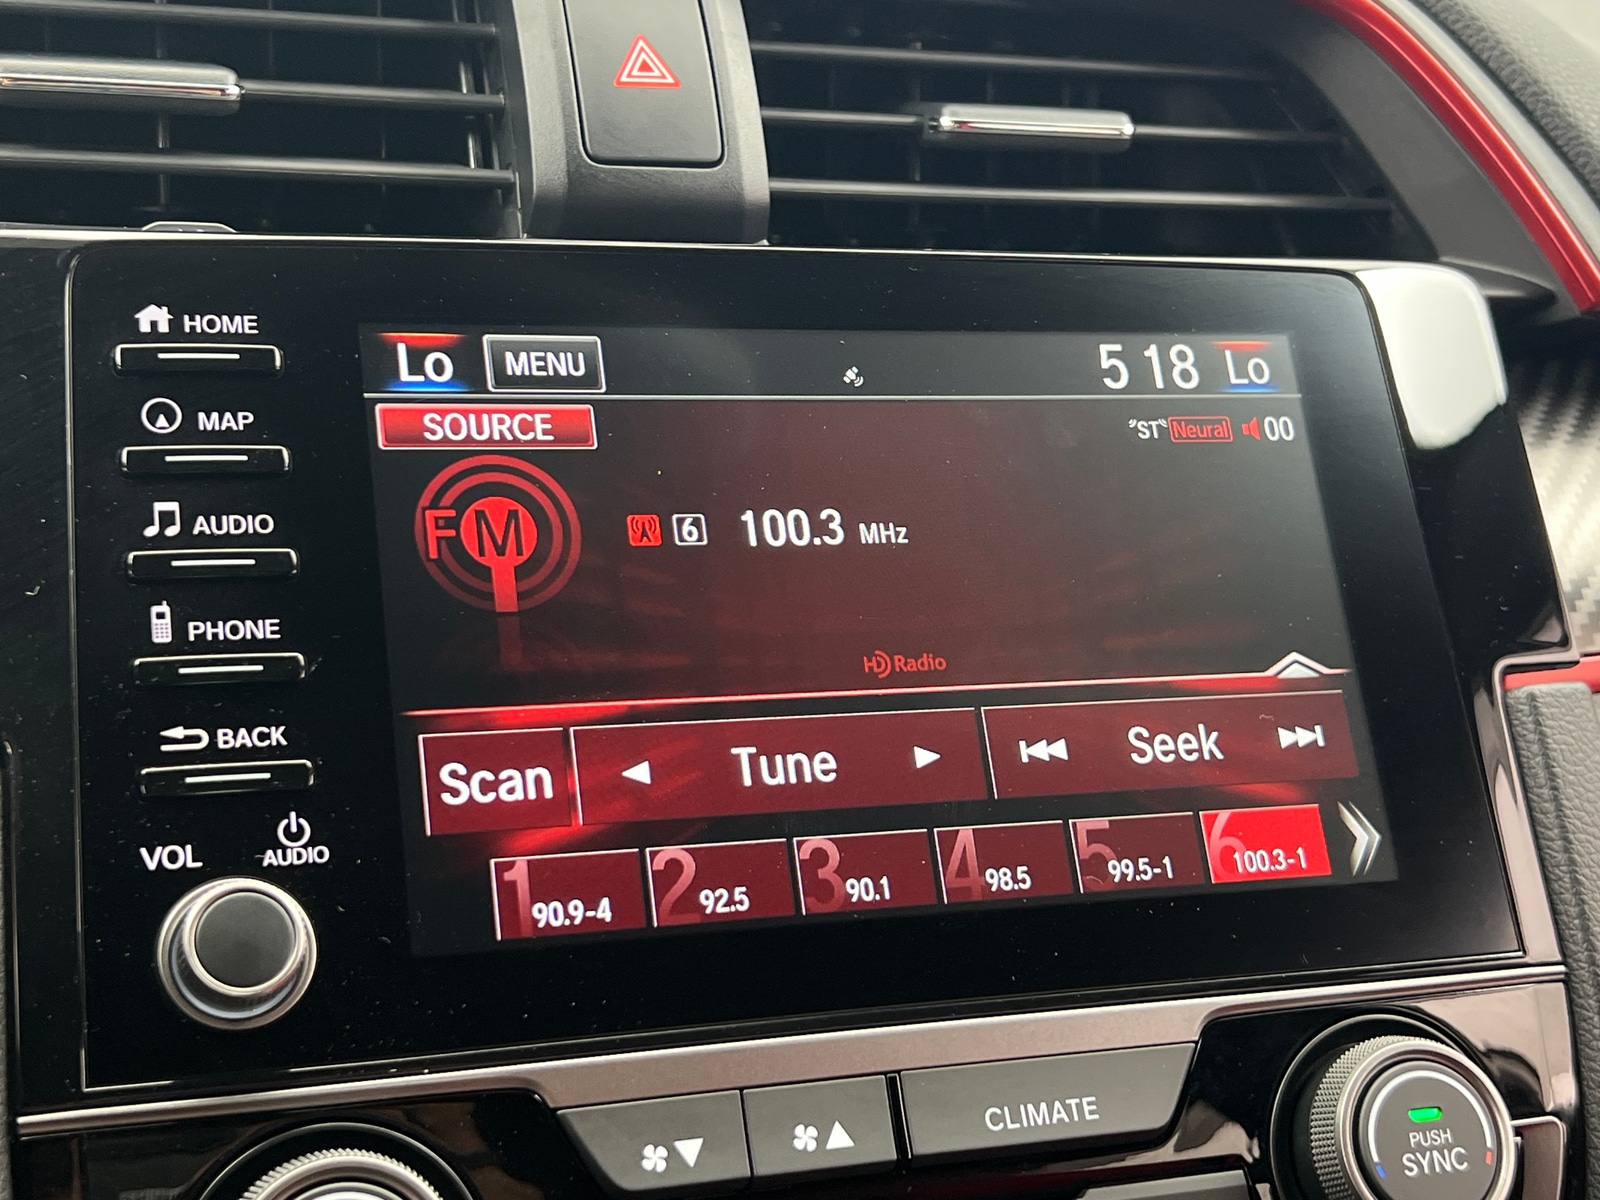 HOME
MAP
AUDIO
PHONE
BACK
VOL AUDIO
Lo MENU 5 18 Lo
SOURCE "ST" Neural 00
FM 6 100.3 MHz
HD Radio
Scan Tune Seek
1 90.9-4 2 92.5 3 90.1 4 98.5 5 99.5-1 6 100.3-1
CLIMATE
PUSH
SYNC